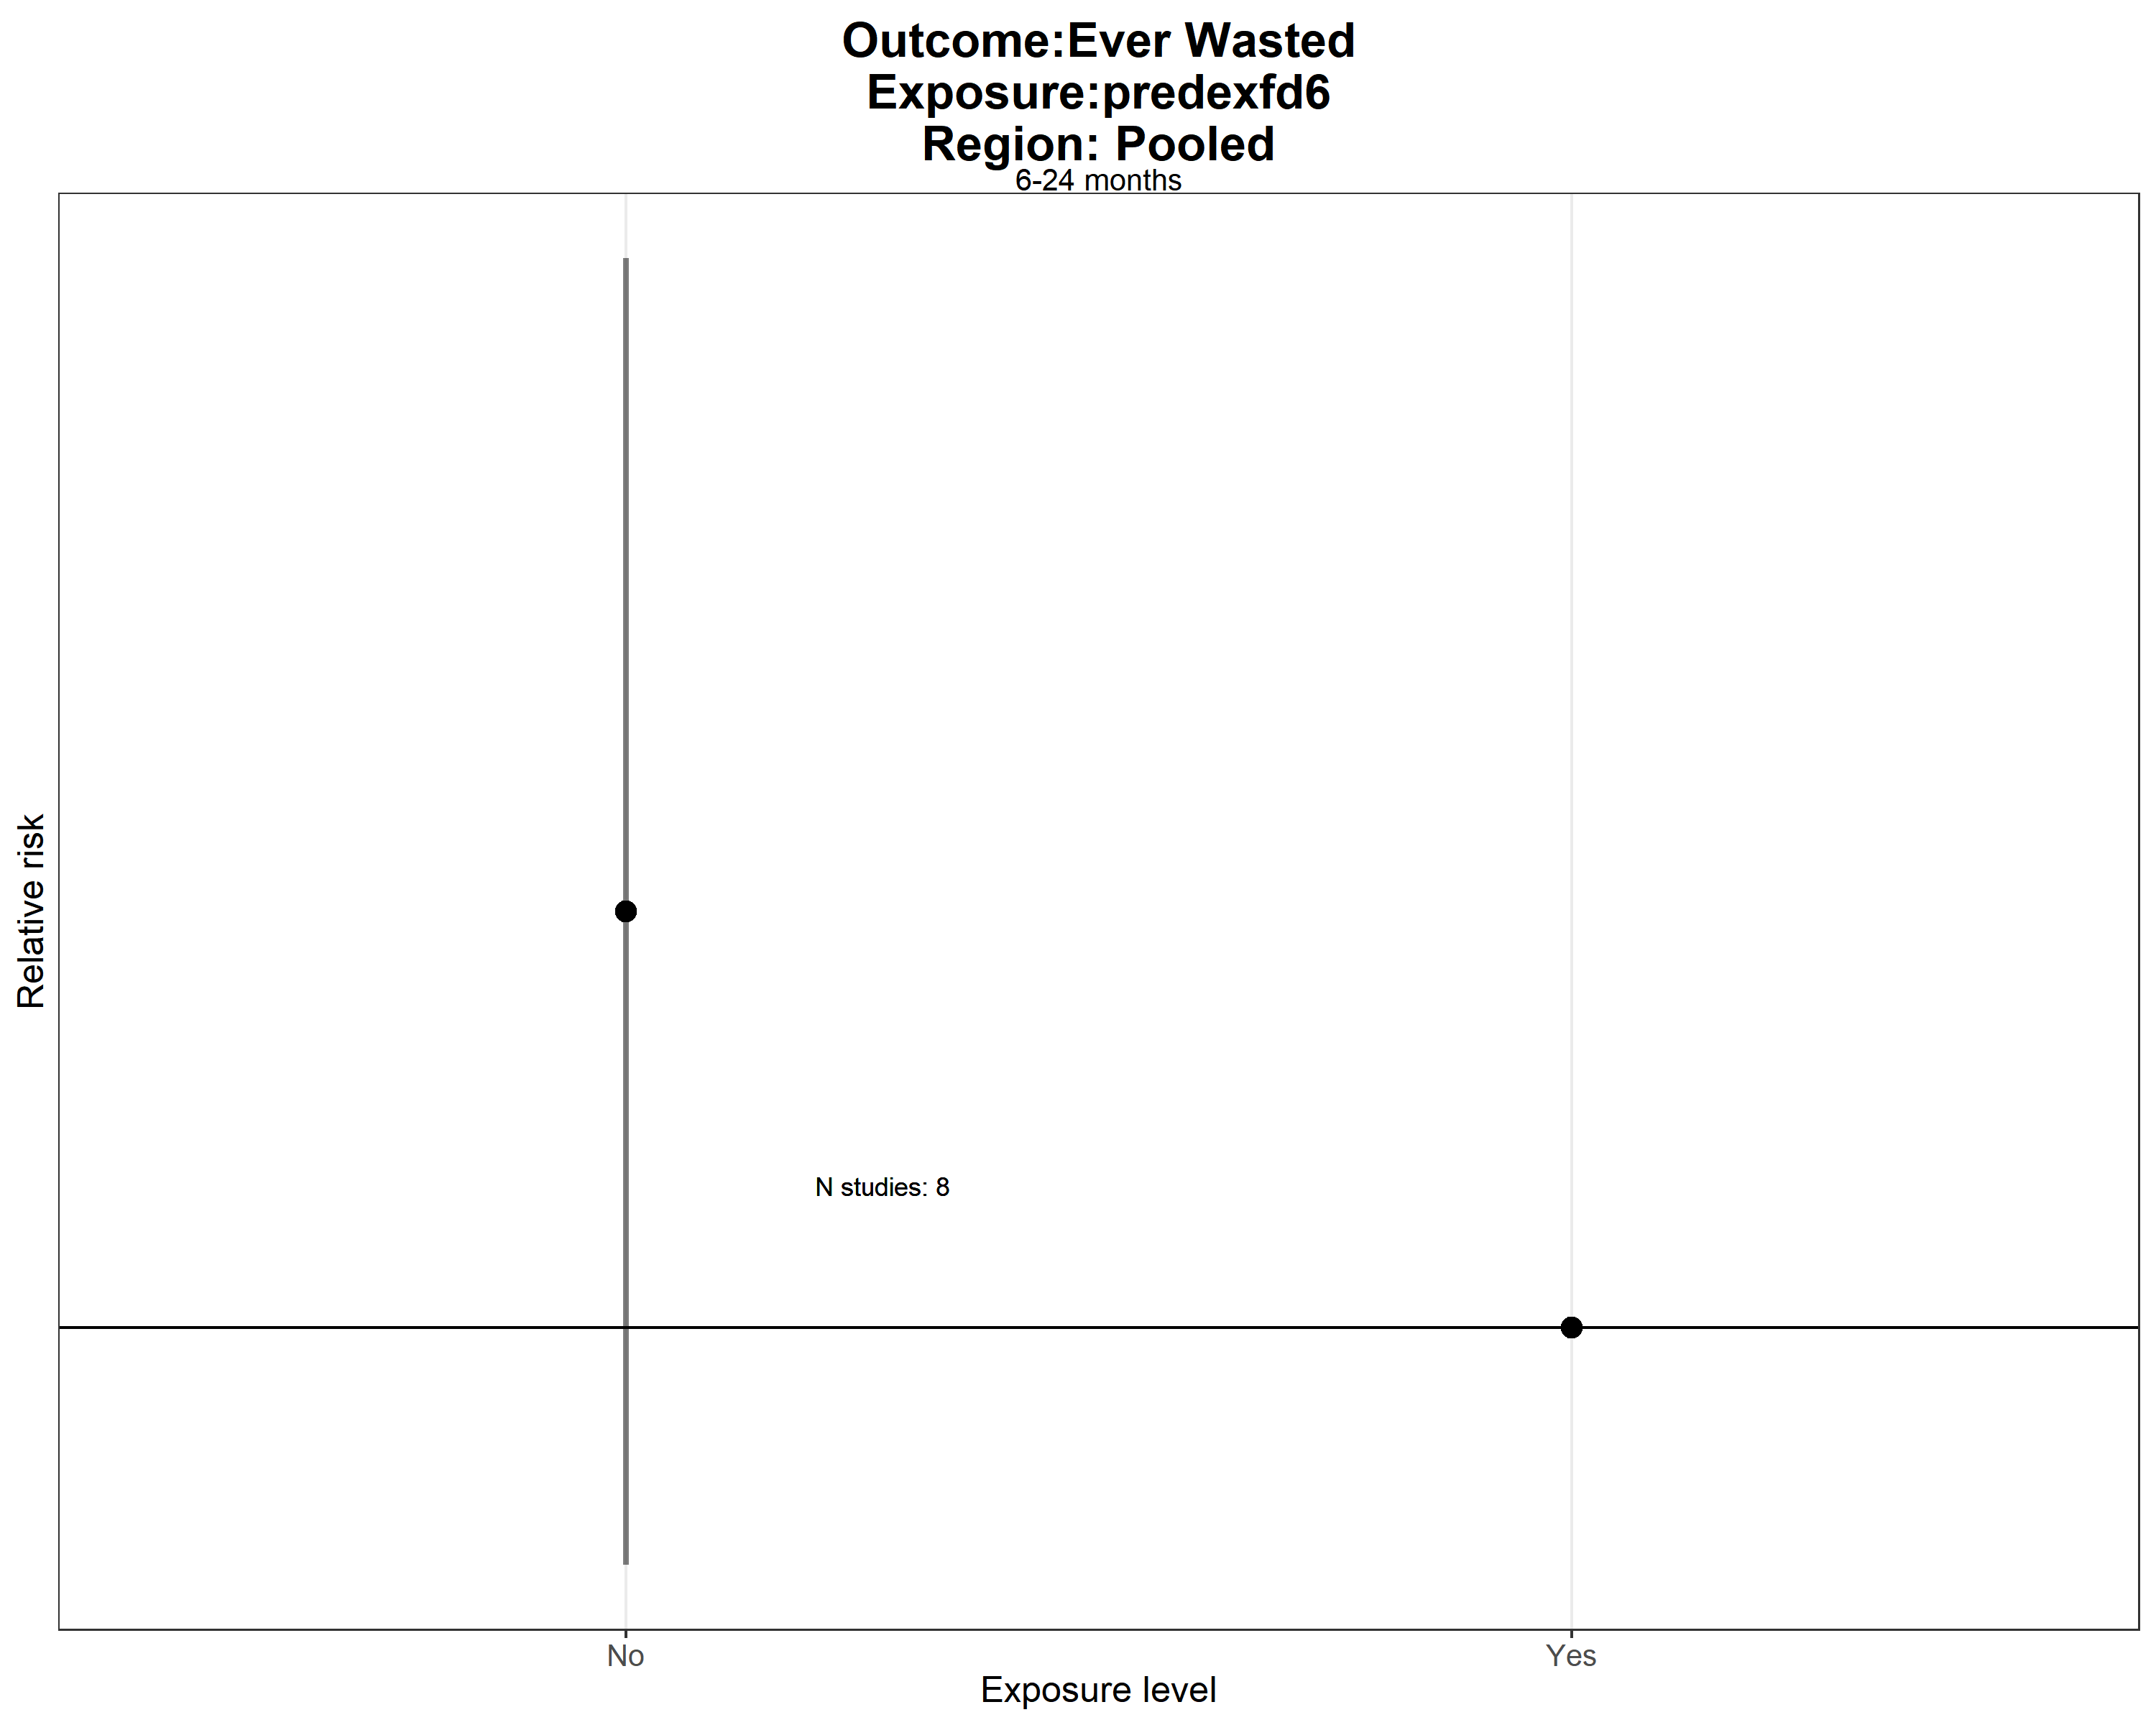 Outcome:Ever Wasted
Exposure:predexfd6
Region: Pooled
6-24 months
Relative risk
N studies: 8
No
Yes
Exposure level